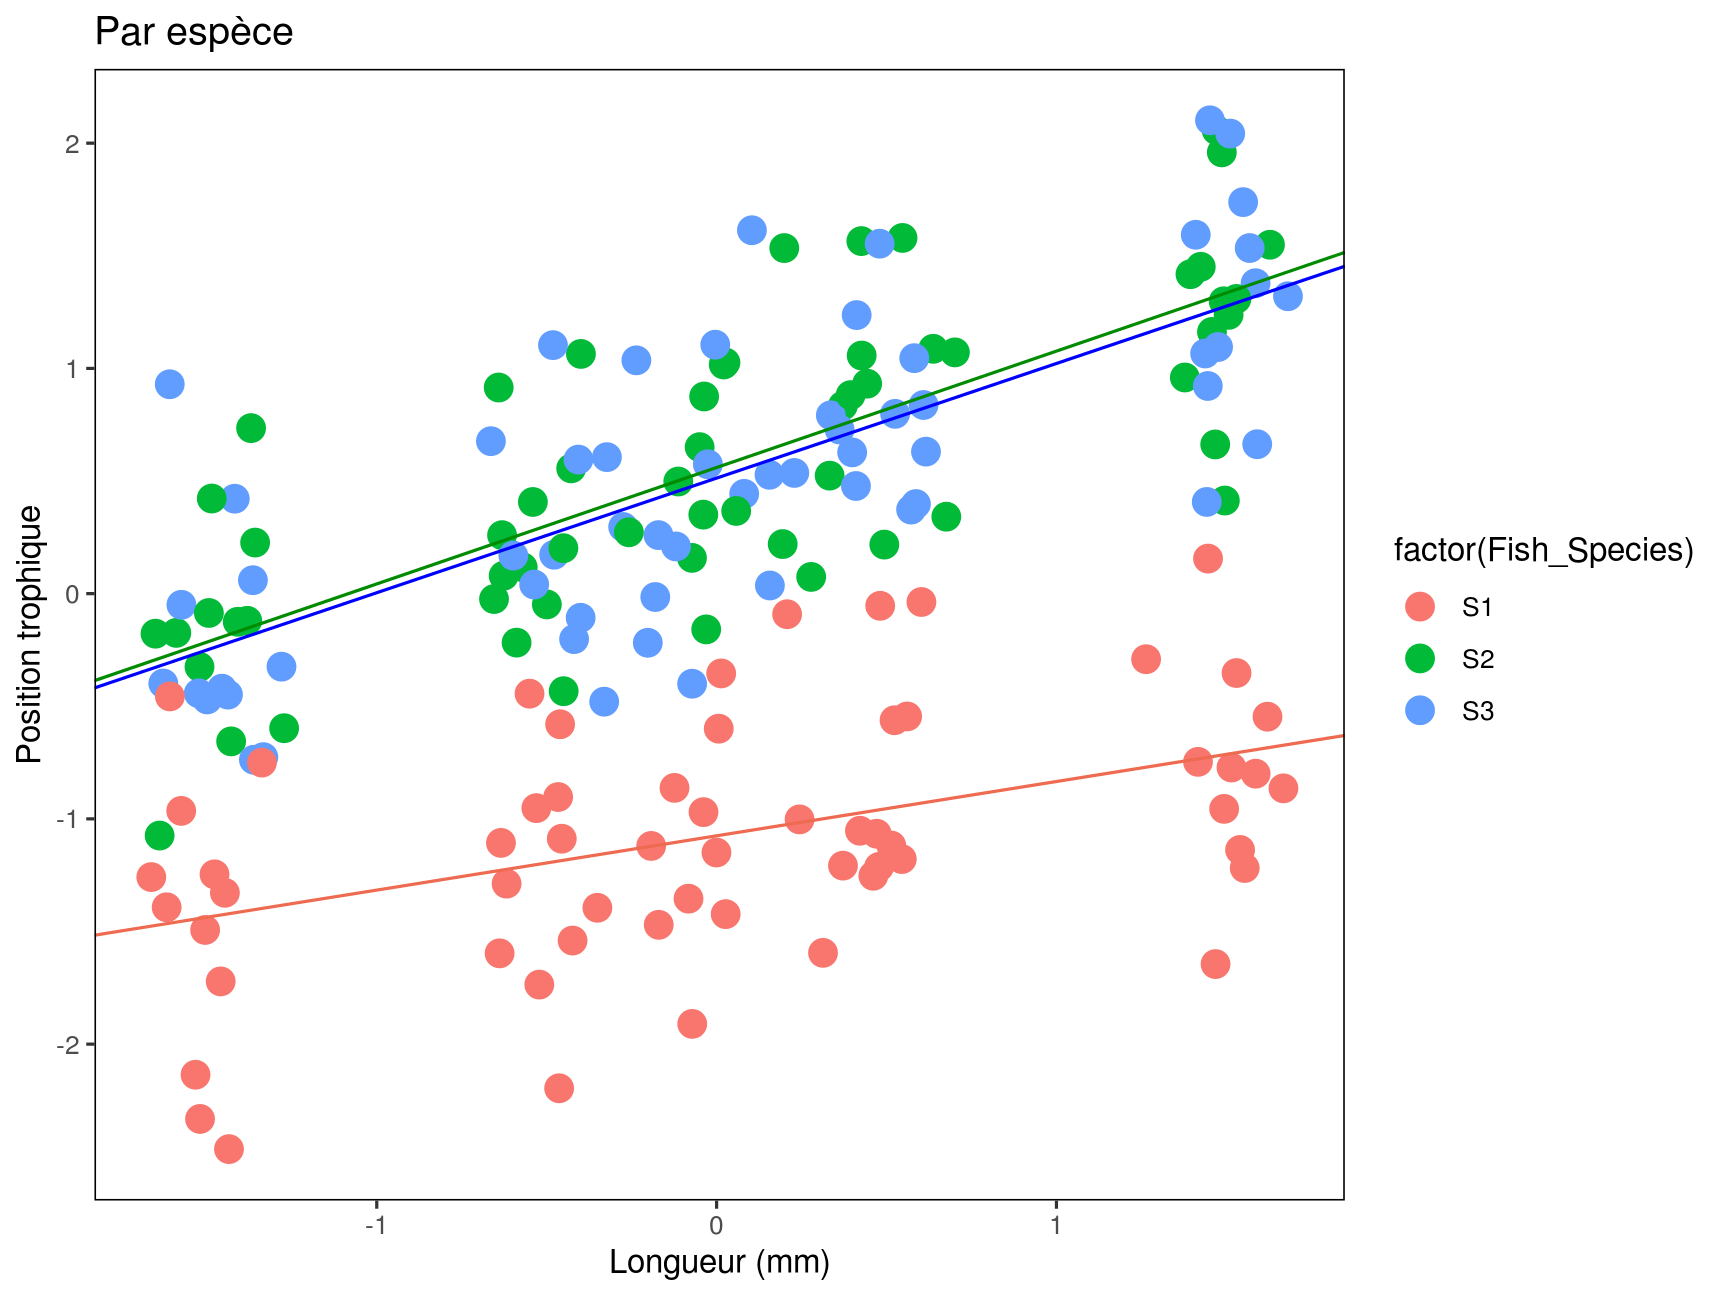 Par espèce
Position trophique
2
1
0
-1
-2
-1
0
1
Longueur (mm)
factor(Fish_Species)
S1
S2
S3